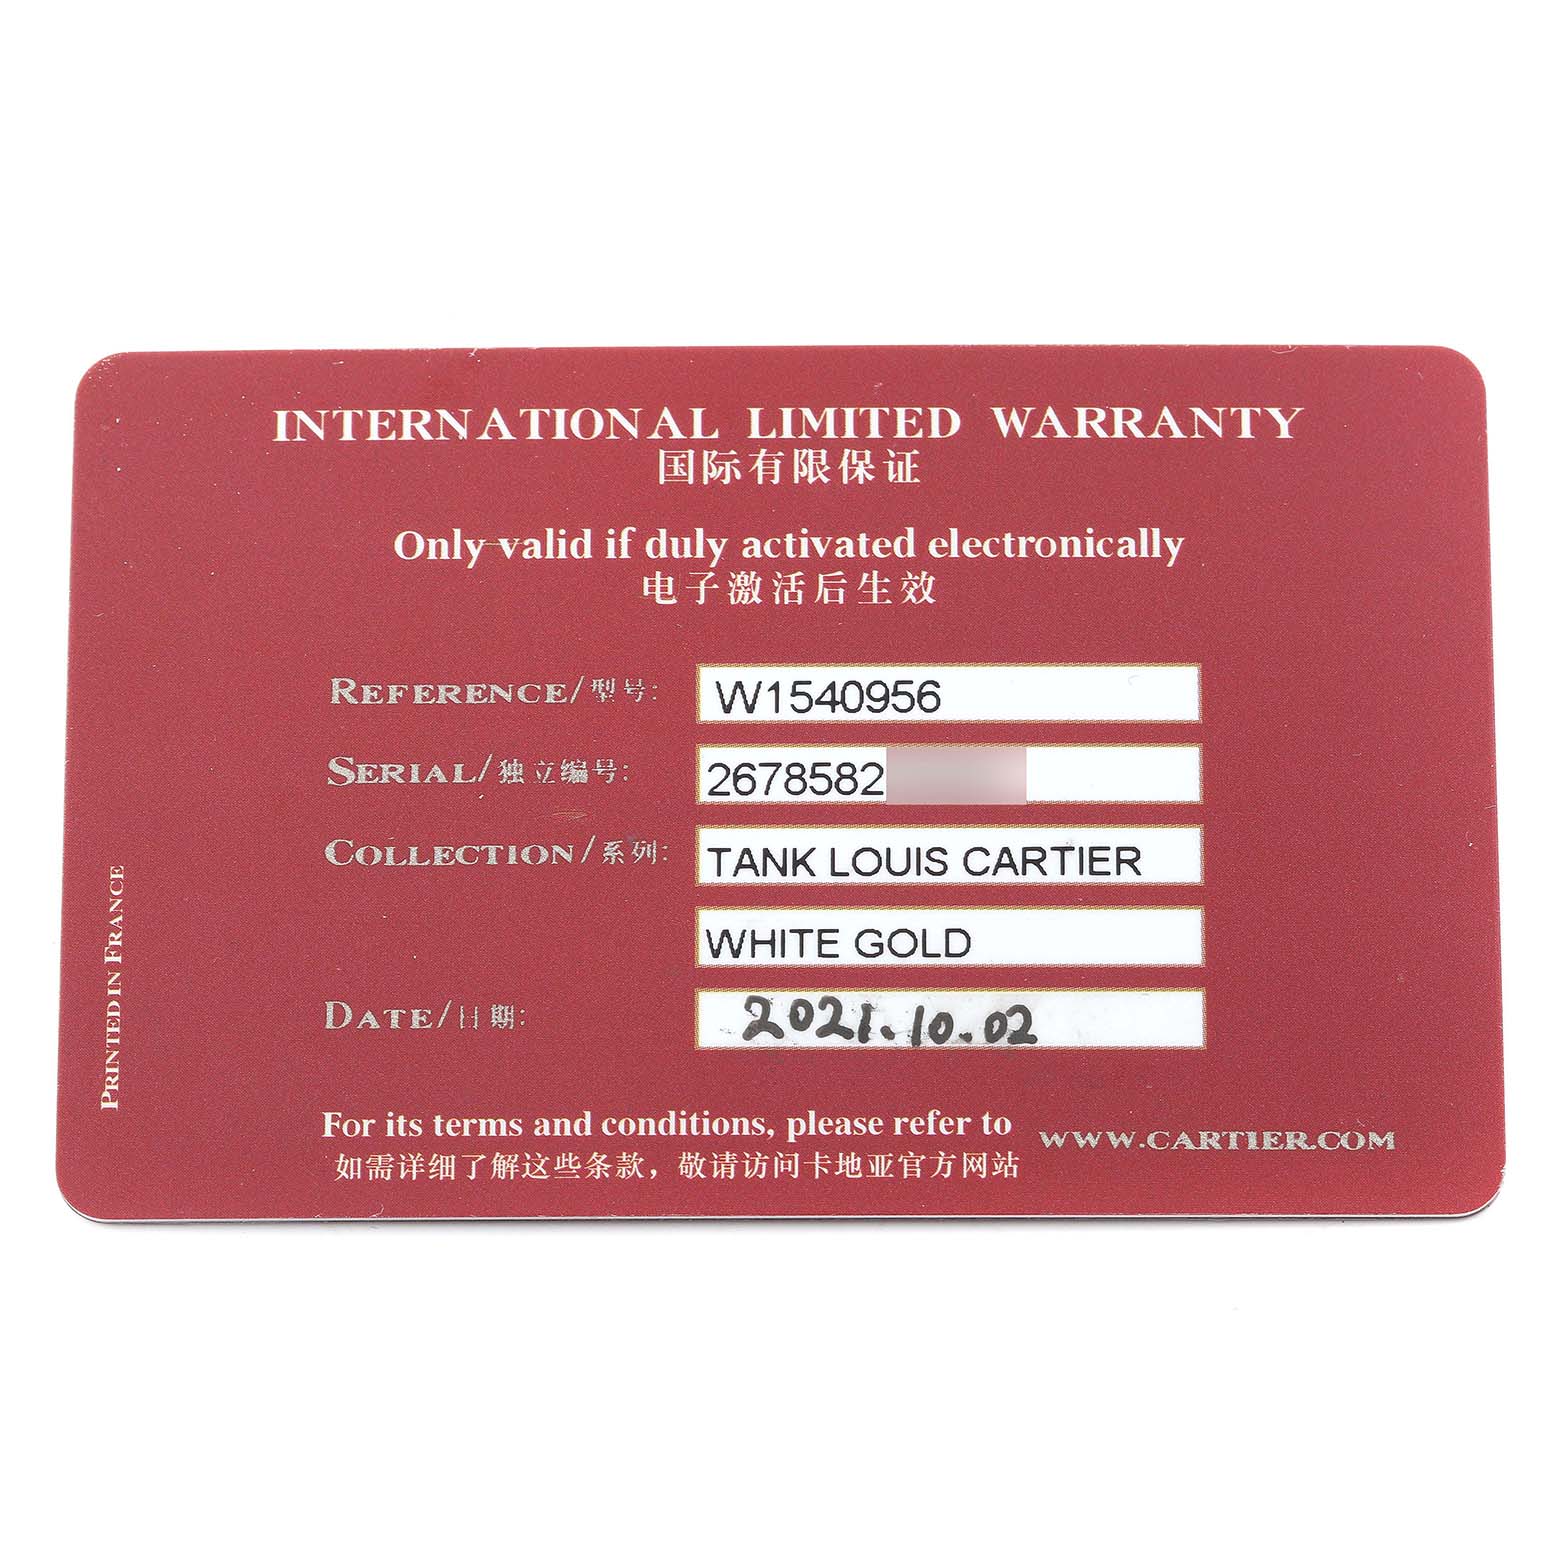 INTERNATIONAL LIMITED WARRANTY
国际有限保证
Only valid if duly activated electronically
电子激活后生效
REFERENCE/型号: W1540956
SERIAL/独立编号: 2678582
COLLECTION/系列: TANK LOUIS CARTIER
WHITE GOLD
DATE/日期: 2021.10.02
For its terms and conditions, please refer to WWW.CARTIER.COM
如需详细了解这些条款，敬请访问卡地亚官方网站
PRINTED IN FRANCE